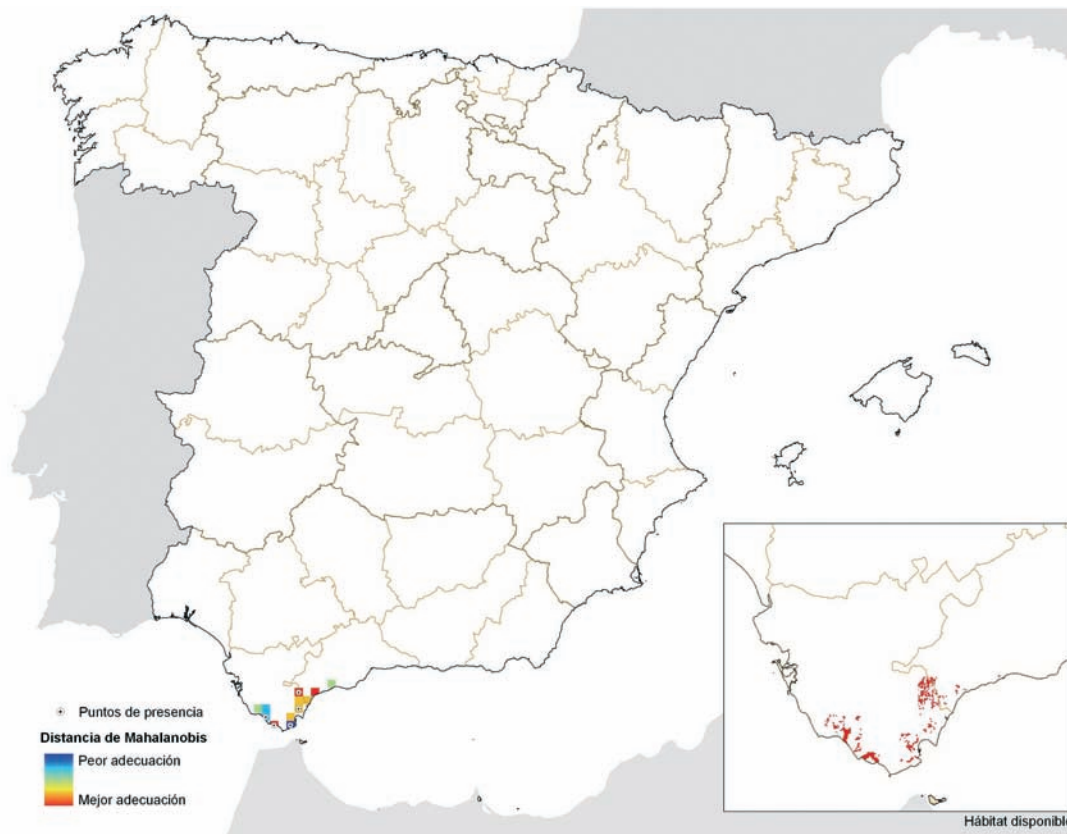 Puntos de presencia
Distancia de Mahalanobis
Peor adecuación
Mejor adecuación
Hábitat disponible